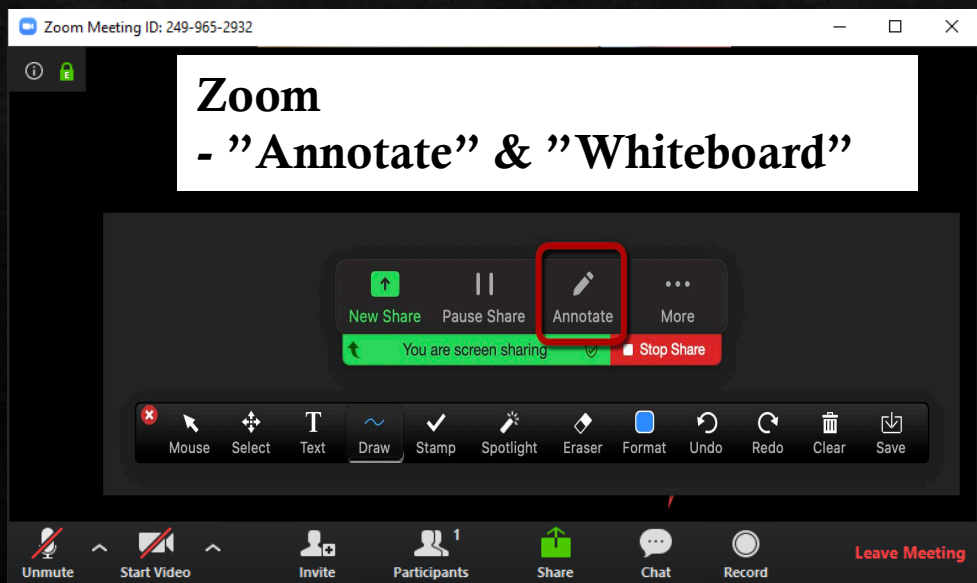 Zoom Meeting ID: 249-965-2932
E
Zoom
- ”Annotate” & ”Whiteboard”
New Share Pause Share Annotate More
You are screen sharing Stop Share
Mouse Select Text Draw Stamp Spotlight Eraser Format Undo Redo Clear Save
1
Unmute Start Video Invite Participants Share Chat Record Leave Meeting